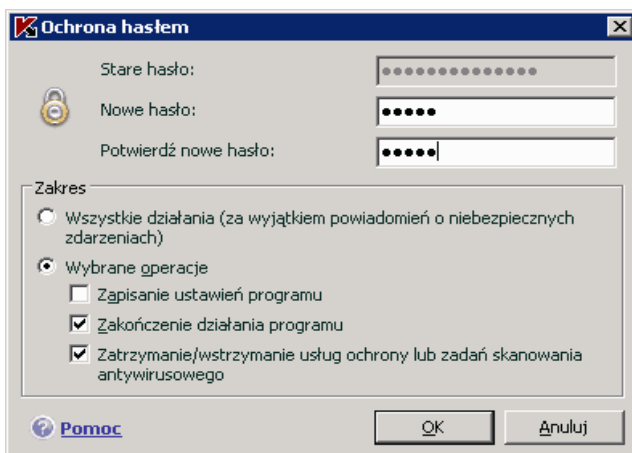 Ochrona hasłem
Stare hasło:
Nowe hasło:
Potwierdź nowe hasło:
Zakres
Wszystkie działania (za wyjątkiem powiadomień o niebezpiecznych
zdarzeniach)
Wybrane operacje
Zapisanie ustawień programu
Zakończenie działania programu
Zatrzymanie/wstrzymanie usług ochrony lub zadań skanowania
antywirusowego
Pomoc
OK
Anuluj